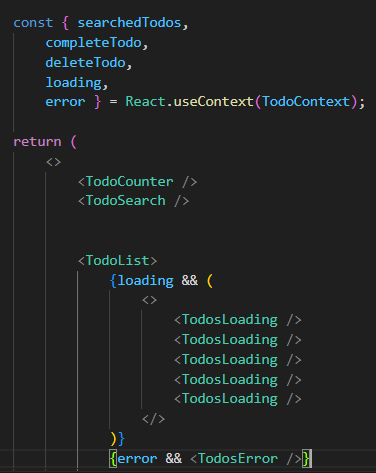 const { searchedTodos,
    completeTodo,
    deleteTodo,
    loading,
    error } = React.useContext(TodoContext);
return (
    <>
        <TodoCounter />
        <TodoSearch />
        <TodoList>
            {loading && (
                <>
                    <TodosLoading />
                    <TodosLoading />
                    <TodosLoading />
                    <TodosLoading />
                    <TodosLoading />
                </>
            )}
            {error && <TodosError />}